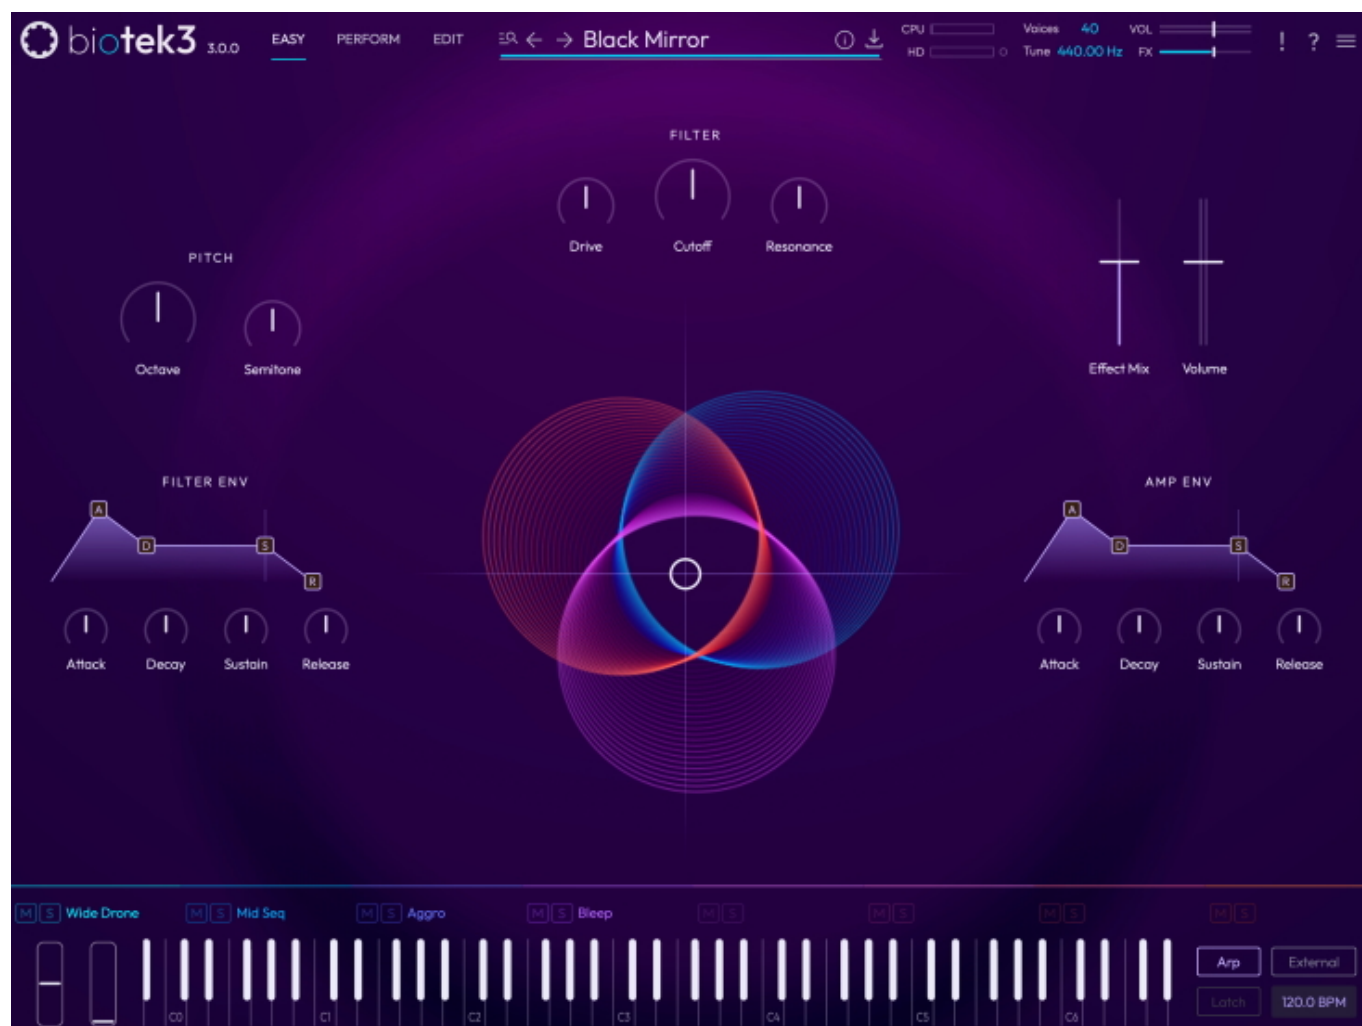 biotek3 3.0.0 EASY PERFORM EDIT Black Mirror CPU Voices 40 VOL ! ?
HD Tune 440.00 Hz FX
FILTER
Drive Cutoff Resonance
PITCH
Octave Semitone
Effect Mix Volume
FILTER ENV
A
D S
R
Attack Decay Sustain Release
AMP ENV
A
D S
R
Attack Decay Sustain Release
M S Wide Drone M S Mid Seq M S Aggro M S Bleep M S M S M S M S
Arp External
Latch 120.0 BPM
C0 C1 C2 C3 C4 C5 C6